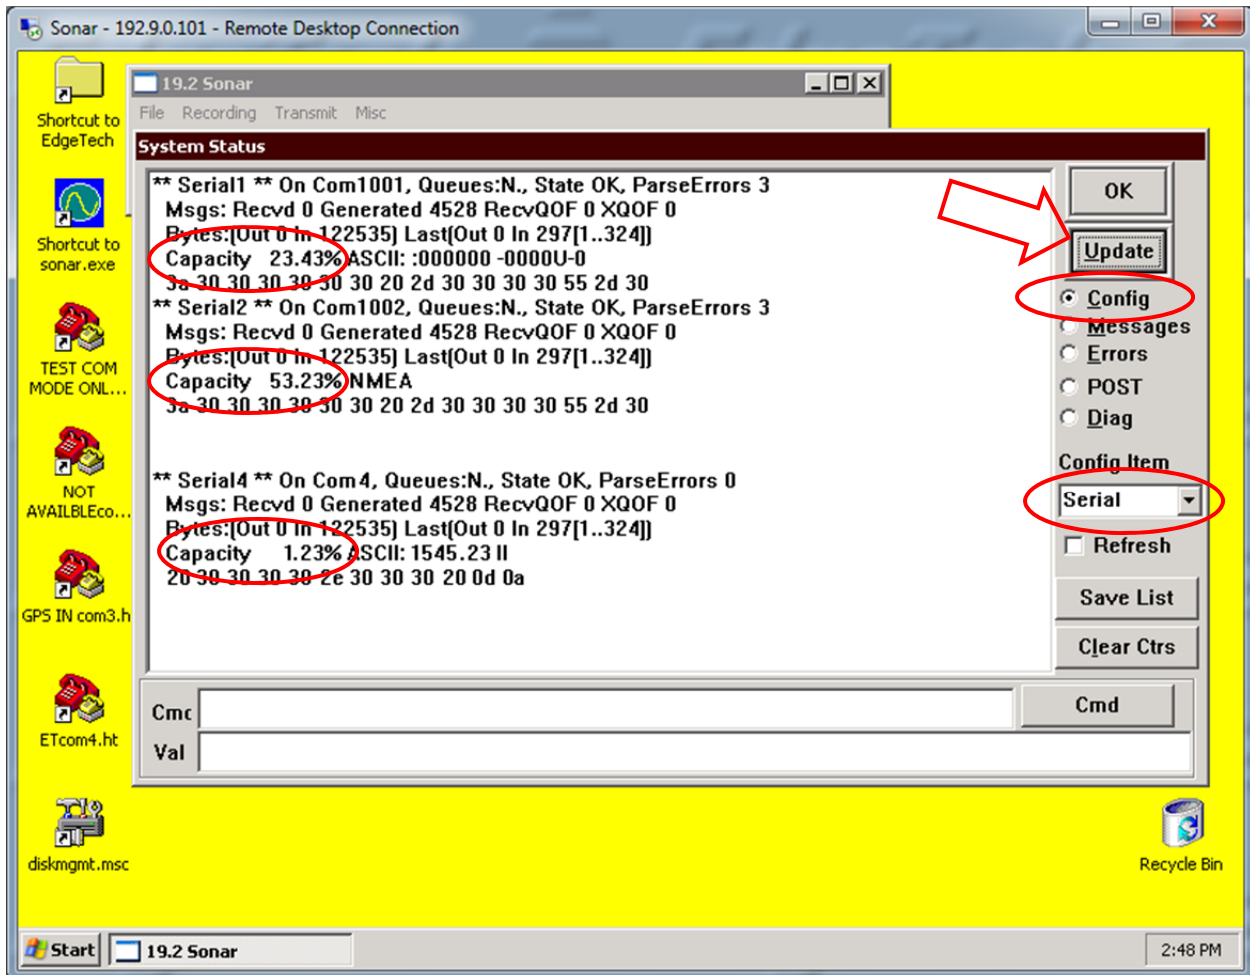 Sonar - 192.9.0.101 - Remote Desktop Connection
Shortcut to
EdgeTech
Shortcut to
sonar.exe
TEST COM
MODE ONL...
NOT
AVAILBLEco...
GPS IN com3.h
ETcom4.ht
diskmgmt.msc
19.2 Sonar
File Recording Transmit Misc
System Status
** Serial1 ** On Com1001, Queues:N., State OK, ParseErrors 3
Msgs: Recvd 0 Generated 4528 RecvQOF 0 XQOF 0
Bytes:[Out 0 In 122535] Last[Out 0 In 297[1..324]]
Capacity 23.43% ASCII: :000000 -0000U-0
3a 30 30 30 30 30 30 20 2d 30 30 30 30 55 2d 30
** Serial2 ** On Com1002, Queues:N., State OK, ParseErrors 3
Msgs: Recvd 0 Generated 4528 RecvQOF 0 XQOF 0
Bytes:[Out 0 In 122535] Last[Out 0 In 297[1..324]]
Capacity 53.23% NMEA
3a 30 30 30 30 30 30 20 2d 30 30 30 30 55 2d 30
** Serial4 ** On Com4, Queues:N., State OK, ParseErrors 0
Msgs: Recvd 0 Generated 4528 RecvQOF 0 XQOF 0
Bytes:[Out 0 In 122535] Last[Out 0 In 297[1..324]]
Capacity 1.23% ASCII: 1545.23 II
20 30 30 30 30 2e 30 30 30 20 0d 0a
OK
Update
Config
Messages
Errors
POST
Diag
Config Item
Serial
Refresh
Save List
Clear Ctrs
Cmc
Cmd
Val
Recycle Bin
Start
19.2 Sonar
2:48 PM